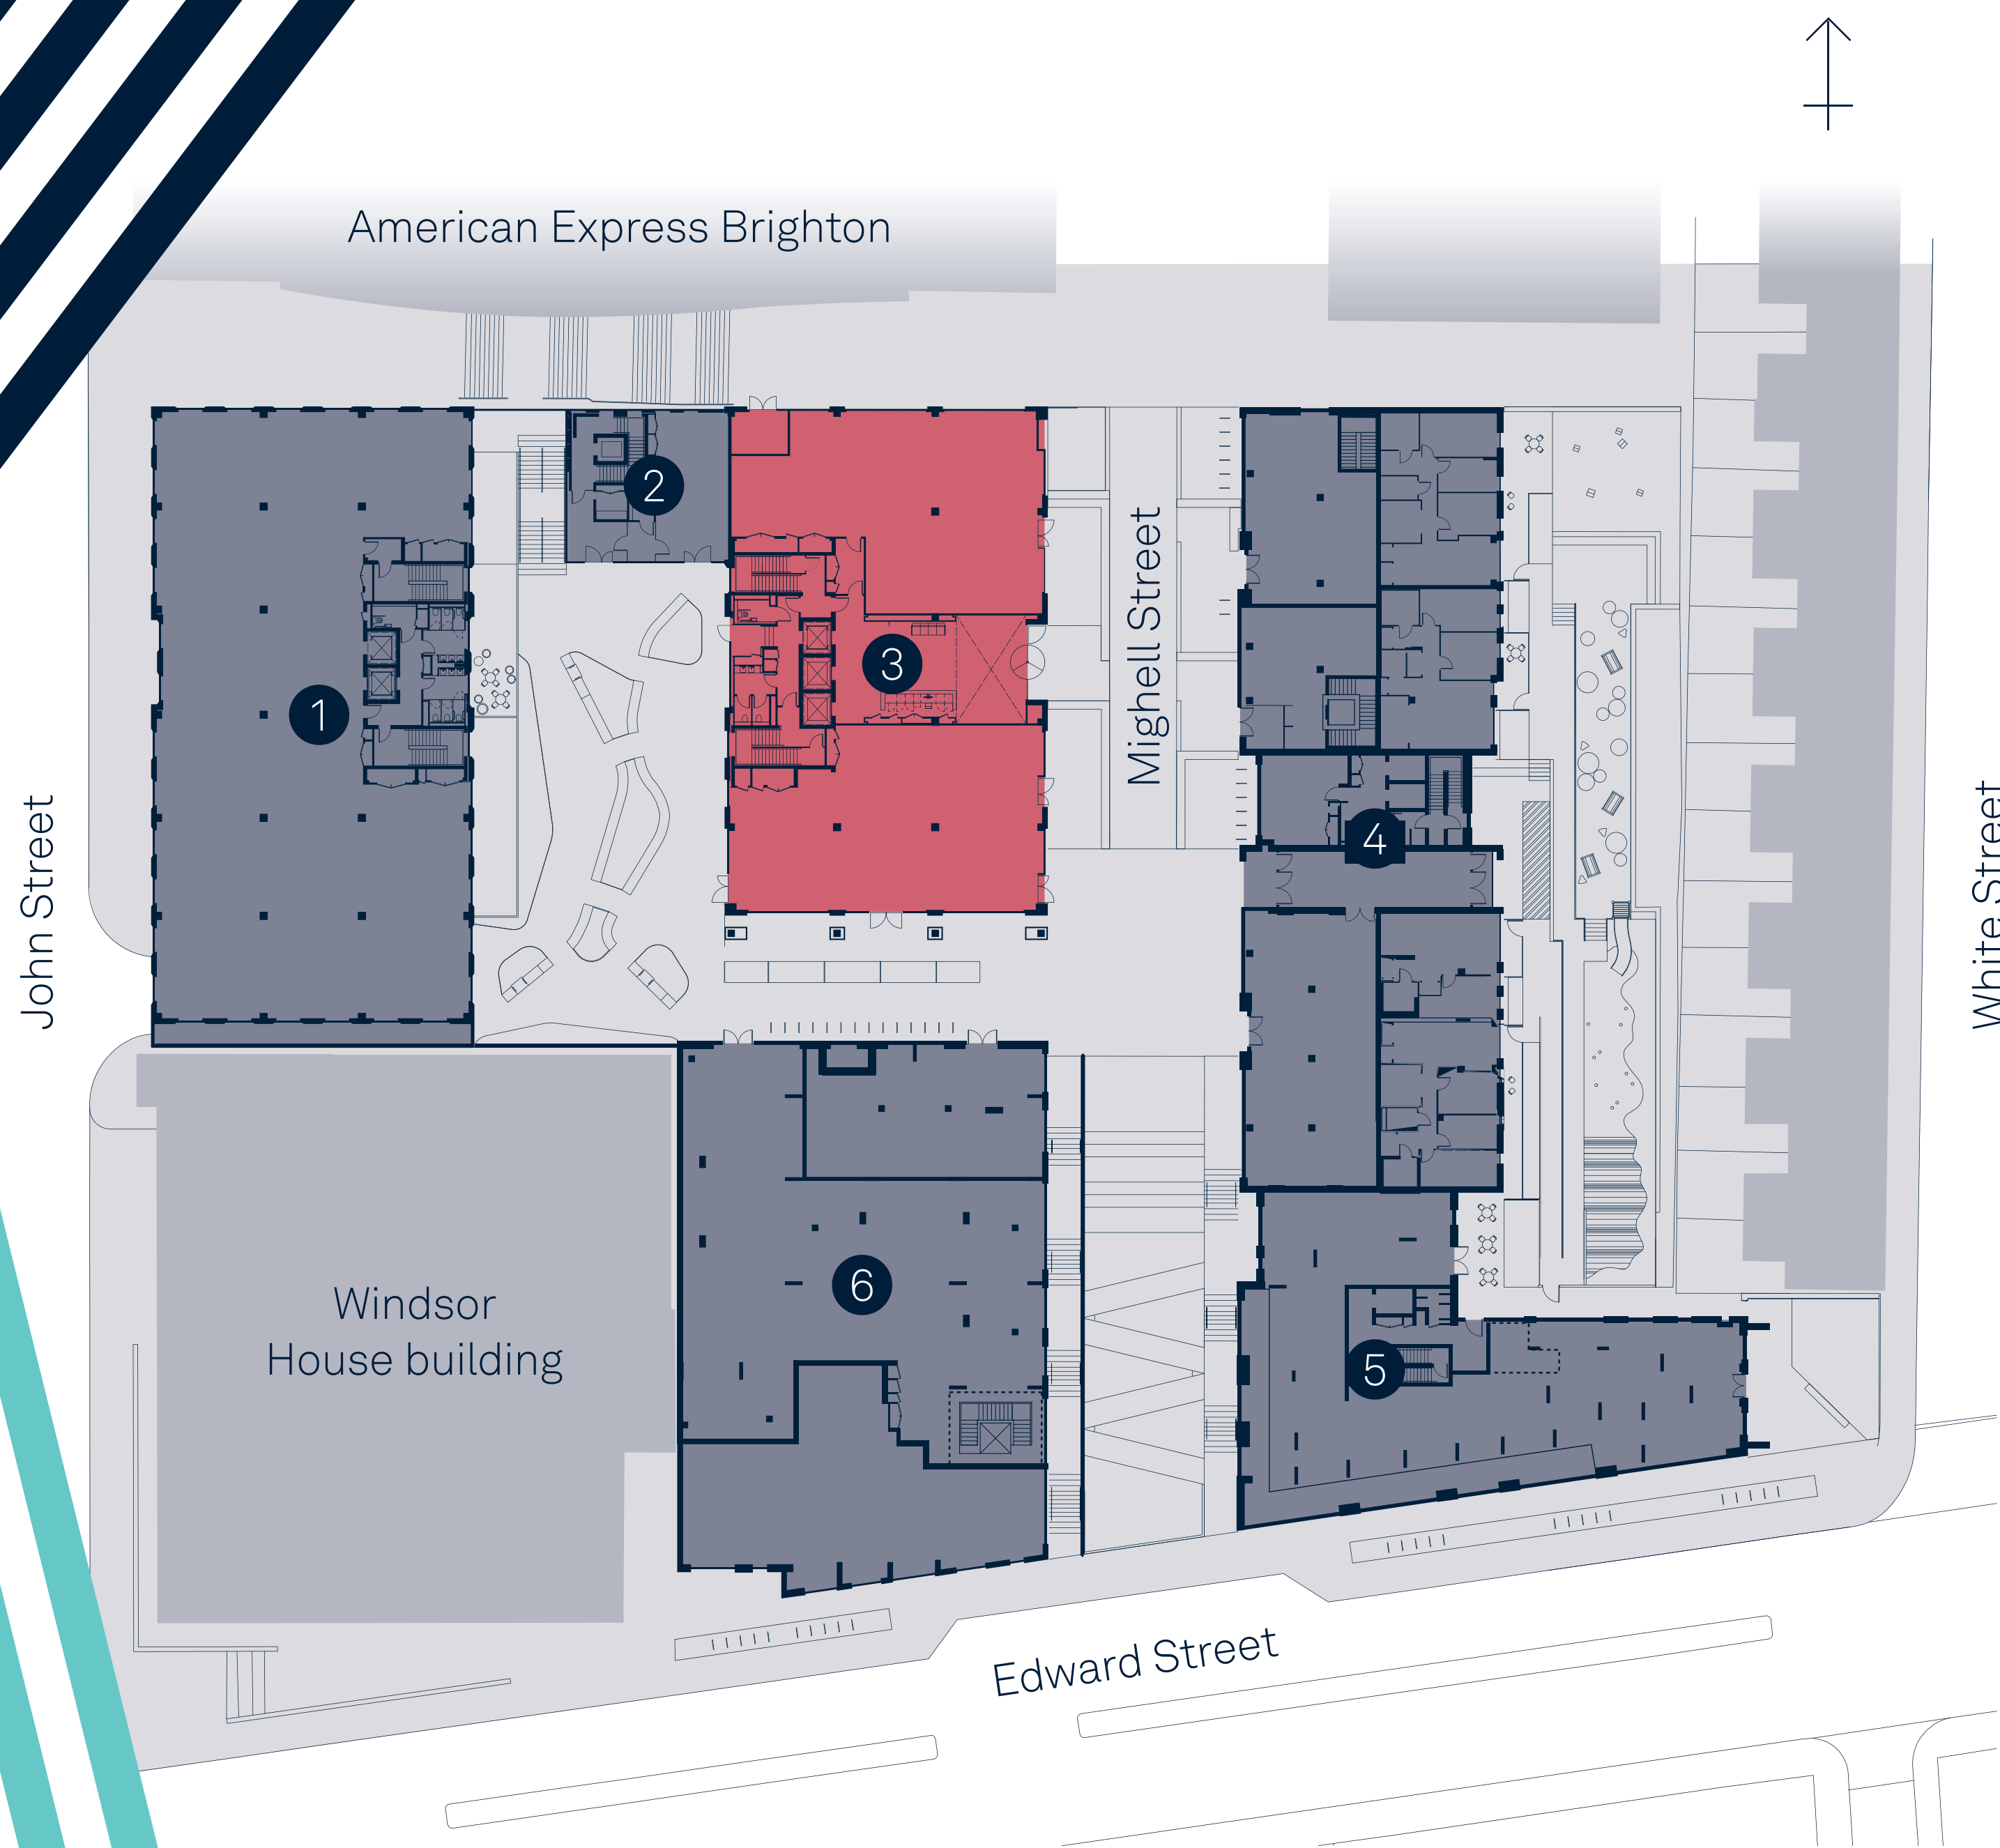 American Express Brighton
2
Mighell Street
3
1
4
John Street
White Street
Windsor
House building
6
5
Edward Street